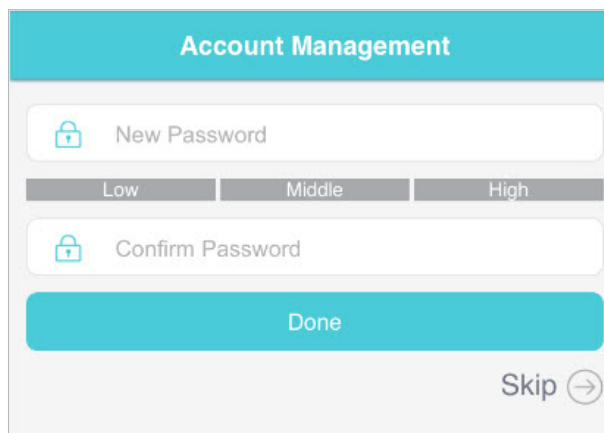 Account Management
New Password
Low Middle High
Confirm Password
Done
Skip